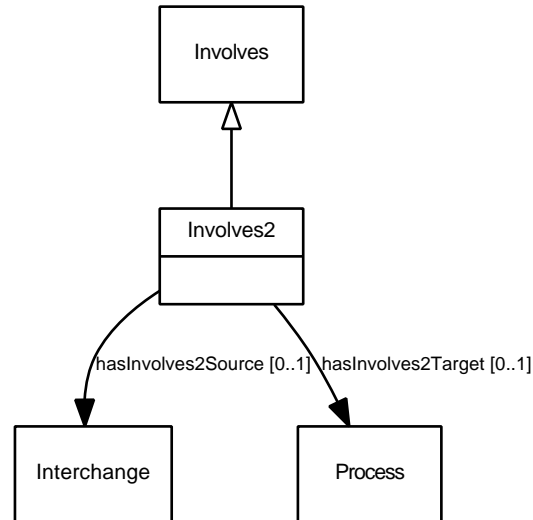 Involves
Involves2
hasInvolves2Source [0..1]
hasInvolves2Target [0..1]
Interchange
Process